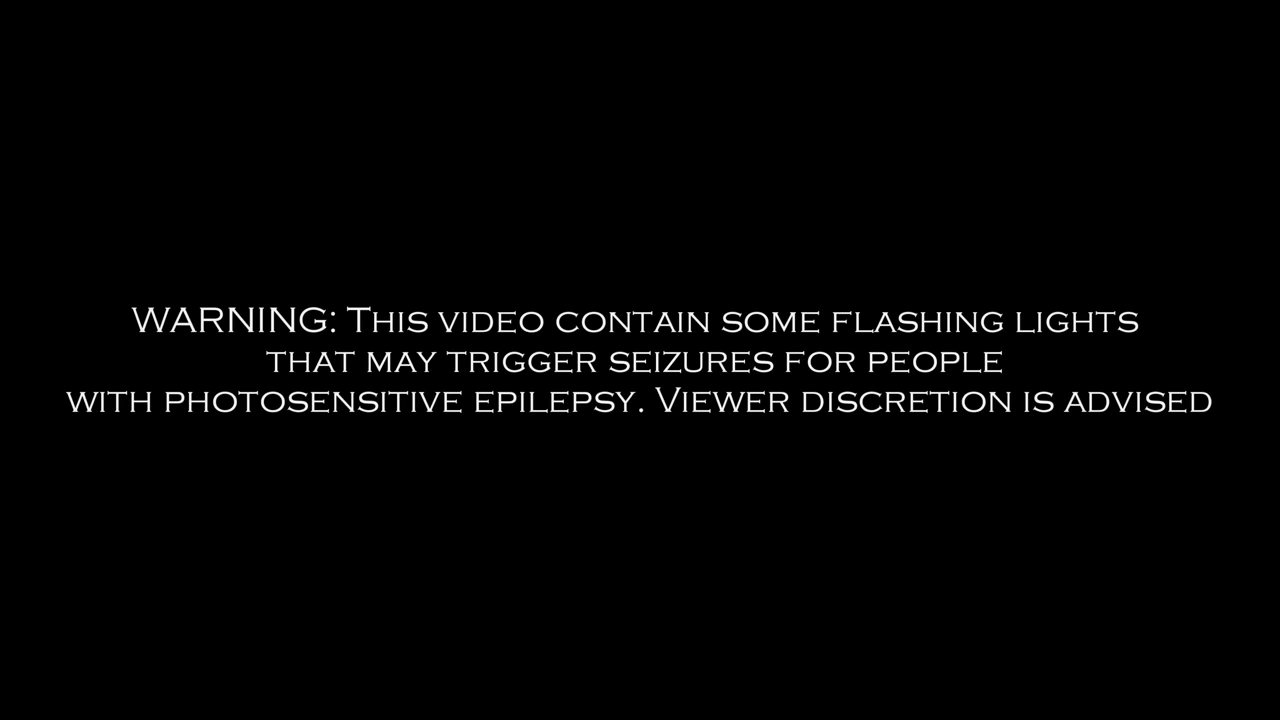 WARNING: This video contain some flashing lights
that may trigger seizures for people
with photosensitive epilepsy. Viewer discretion is advised